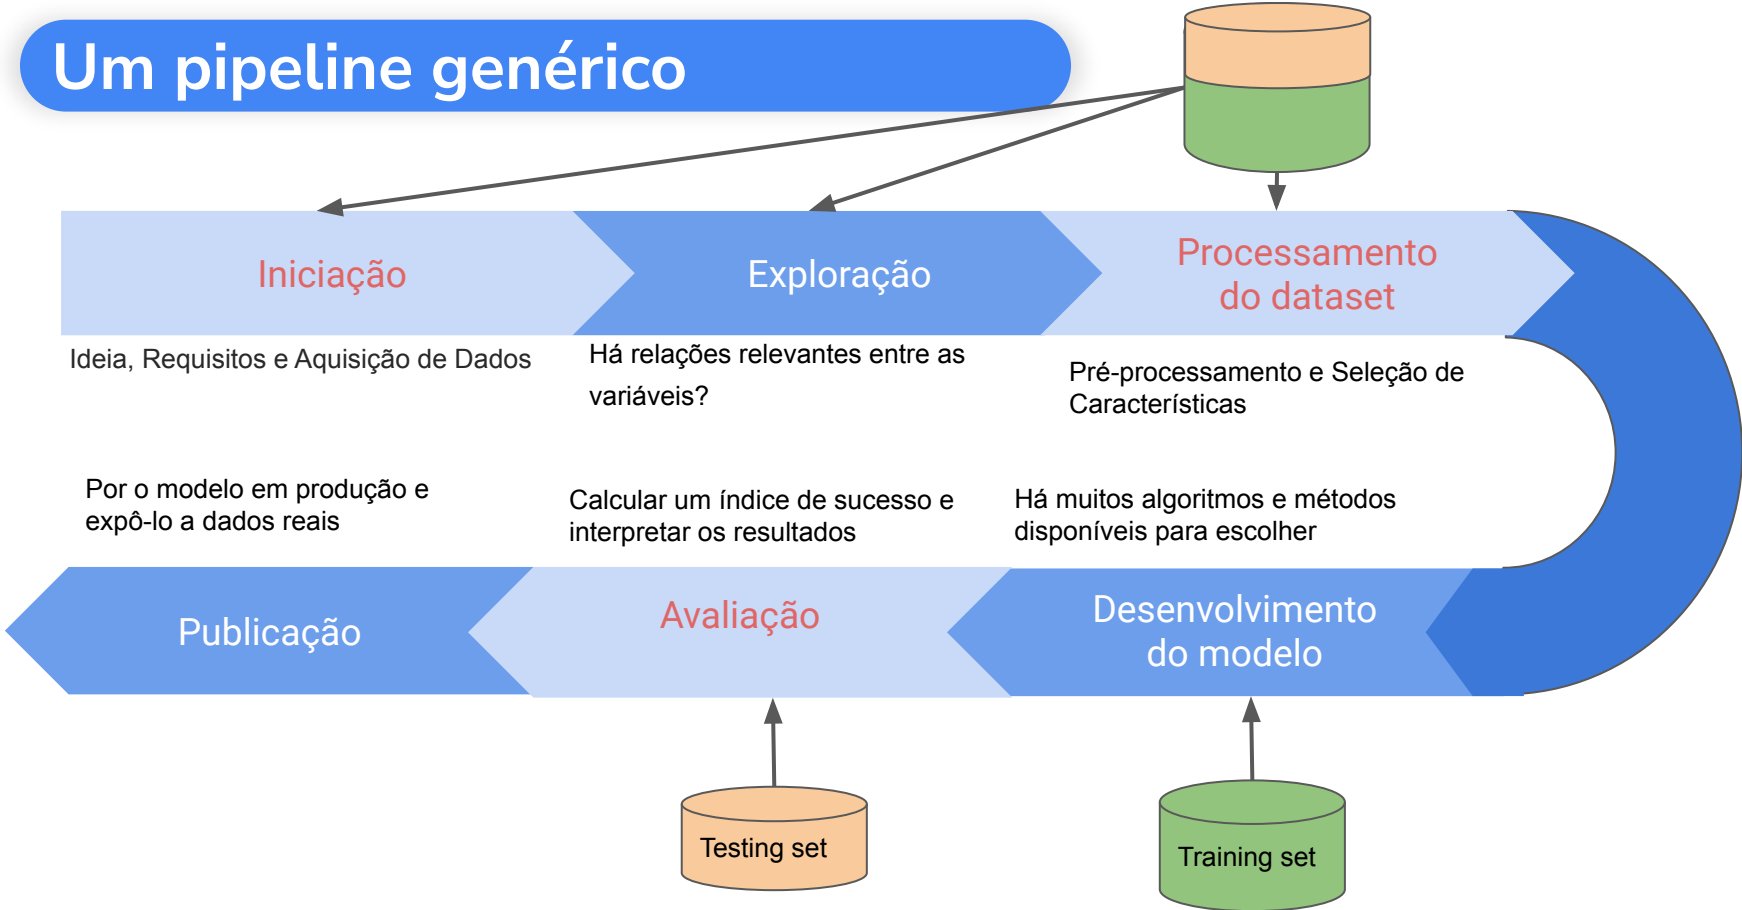 Um pipeline genérico
Iniciação
Exploração
Processamento
do dataset
Ideia, Requisitos e Aquisição de Dados
Há relações relevantes entre as
variáveis?
Pré-processamento e Seleção de
Características
Por o modelo em produção e
expô-lo a dados reais
Calcular um índice de sucesso e
interpretar os resultados
Há muitos algoritmos e métodos
disponíveis para escolher
Publicação
Avaliação
Desenvolvimento
do modelo
Testing set
Training set